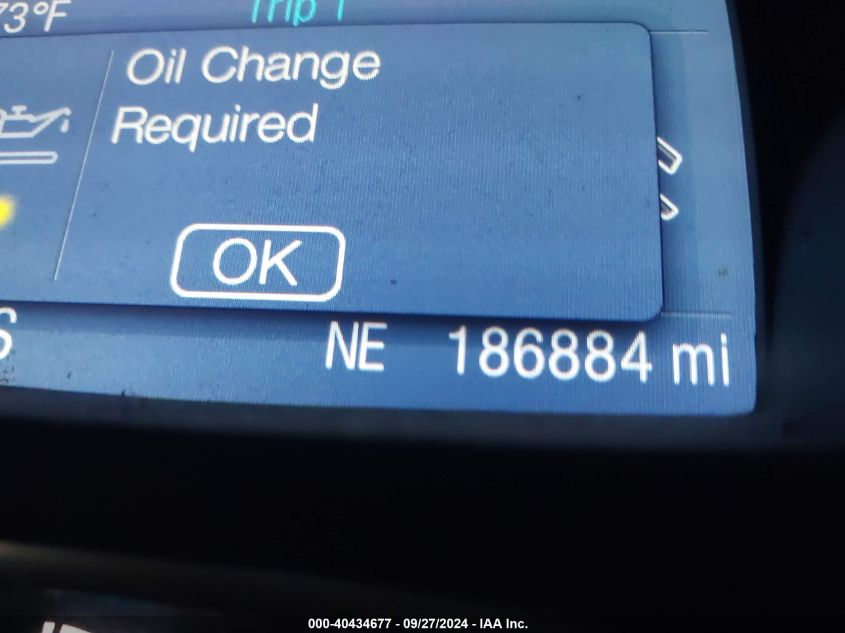 73°F Trip 1
Oil Change
Required
OK
S NE 186884 mi
000-40434677 - 09/27/2024 - IAA Inc.